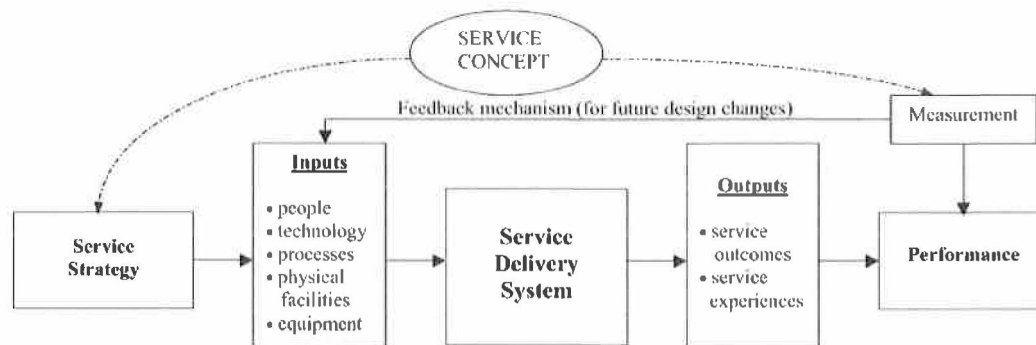 SERVICE
CONCEPT
Feedback mechanism (for future design changes)
Measurement
Service
Strategy
Inputs
• people
• technology
• processes
• physical
facilities
• equipment
Service
Delivery
System
Outputs
• service
outcomes
• service
experiences
Performance